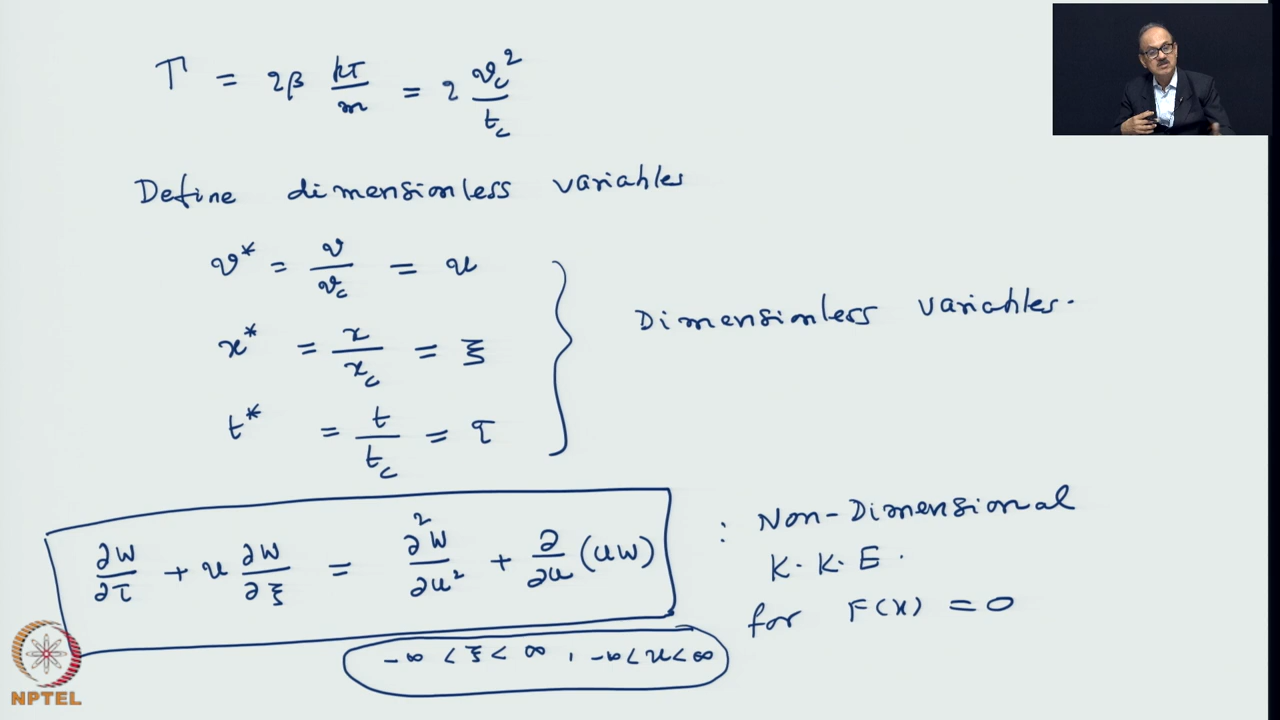 Γ = 2β kT/m = 2 v_c²/t_c
Define dimensionless variables
v* = v/v_c = u
x* = x/x_c = ξ
t* = t/t_c = τ
Dimensionless variables.
∂W/∂τ + u ∂W/∂ξ = ∂²W/∂u² + ∂/∂u (uW)
: Non-Dimensional
K.K.E.
for F(x) = 0
-∞ < ξ < ∞ , -∞ < u < ∞
NPTEL